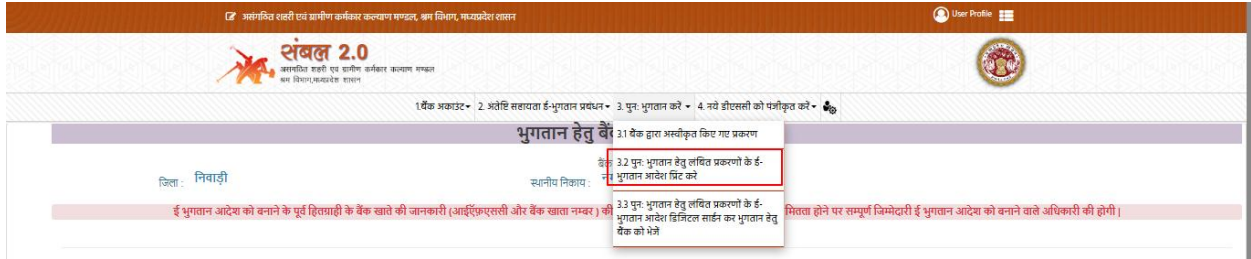 असंगठित शहरी एवं ग्रामीण कर्मकार कल्याण मण्डल, श्रम विभाग, मध्यप्रदेश शासन
User Profile
संबल 2.0
असंगठित शहरी एवं ग्रामीण कर्मकार कल्याण मण्डल
श्रम विभाग,मध्यप्रदेश शासन
1.बैंक अकाउंट 2. अंतेष्टि सहायता ई-भुगतान प्रबंधन 3. पुन: भुगतान करें 4. नये डीएससी को पंजीकृत करें
भुगतान हेतु बैं
3.1 बैंक द्वारा अस्वीकृत किए गए प्रकरण
3.2 पुन: भुगतान हेतु लंबित प्रकरणों के ई-
भुगतान आदेश प्रिंट करे
जिला : निवाड़ी
स्थानीय निकाय :
3.3 पुन: भुगतान हेतु लंबित प्रकरणों के ई-
भुगतान आदेश डिजिटल साईन कर भुगतान हेतु
बैंक को भेजें
ई भुगतान आदेश को बनाने के पूर्व हितग्राही के बैंक खाते की जानकारी (आईएफ़एससी और बैंक खाता नम्बर ) की मितता होने पर सम्पूर्ण जिम्मेदारी ई भुगतान आदेश को बनाने वाले अधिकारी की होगी |